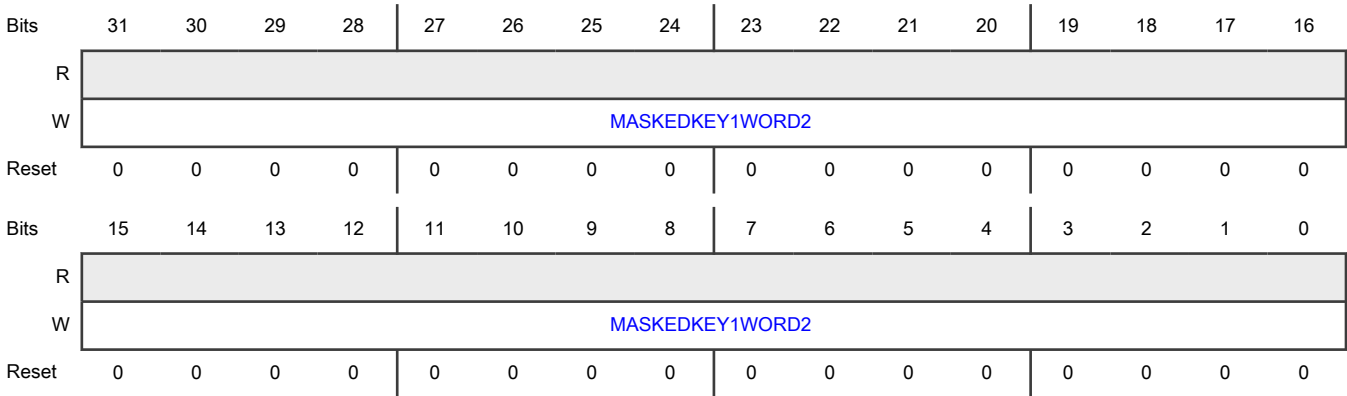 Bits 31 30 29 28 27 26 25 24 23 22 21 20 19 18 17 16
R
W MASKEDKEY1WORD2
Reset 0 0 0 0 0 0 0 0 0 0 0 0 0 0 0 0
Bits 15 14 13 12 11 10 9 8 7 6 5 4 3 2 1 0
R
W MASKEDKEY1WORD2
Reset 0 0 0 0 0 0 0 0 0 0 0 0 0 0 0 0